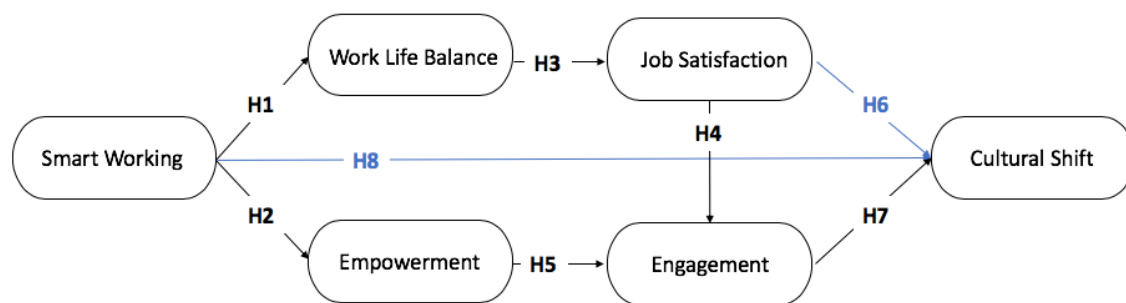 Work Life Balance
H3
Job Satisfaction
H1
H6
H4
Smart Working
H8
Cultural Shift
H2
H7
Empowerment
H5
Engagement